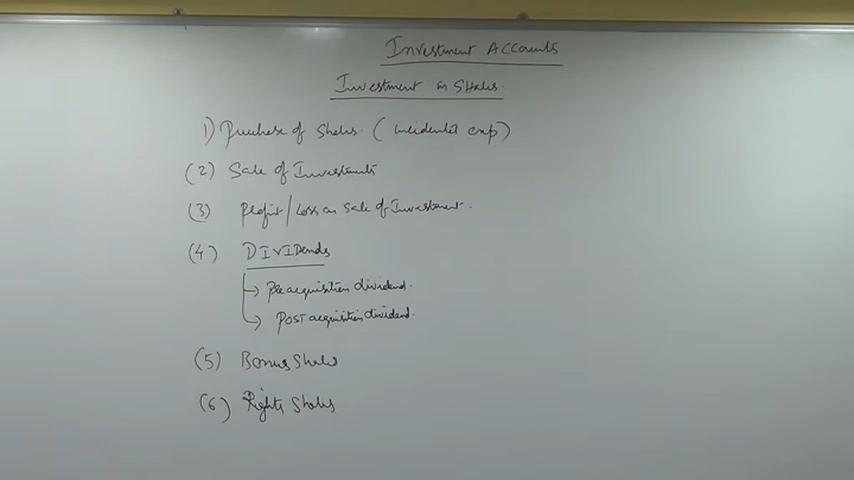 Investment Accounts
Investment in Shares.
1) Purchase of Shares. (incidental exp)
(2) Sale of Investments
(3) Profit/Loss on Sale of Investment.
(4) DIVIDends
Pre acquisition dividend.
POST acquisition dividend.
(5) Bonus Shares
(6) Rights Shares